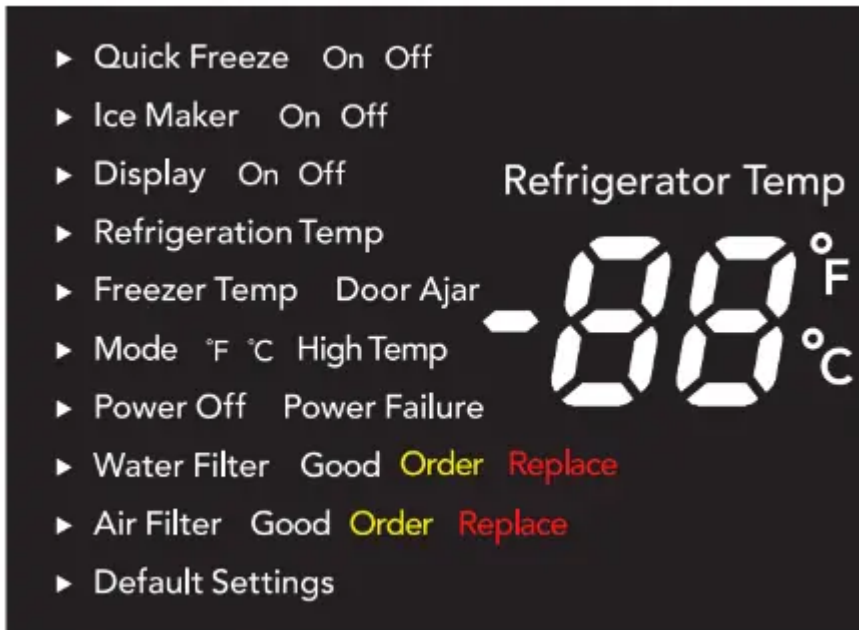 ▶ Quick Freeze On Off
▶ Ice Maker On Off
▶ Display On Off
▶ Refrigeration Temp
▶ Freezer Temp Door Ajar
▶ Mode °F °C High Temp
▶ Power Off Power Failure
▶ Water Filter Good Order Replace
▶ Air Filter Good Order Replace
▶ Default Settings
Refrigerator Temp
-88 °F °C